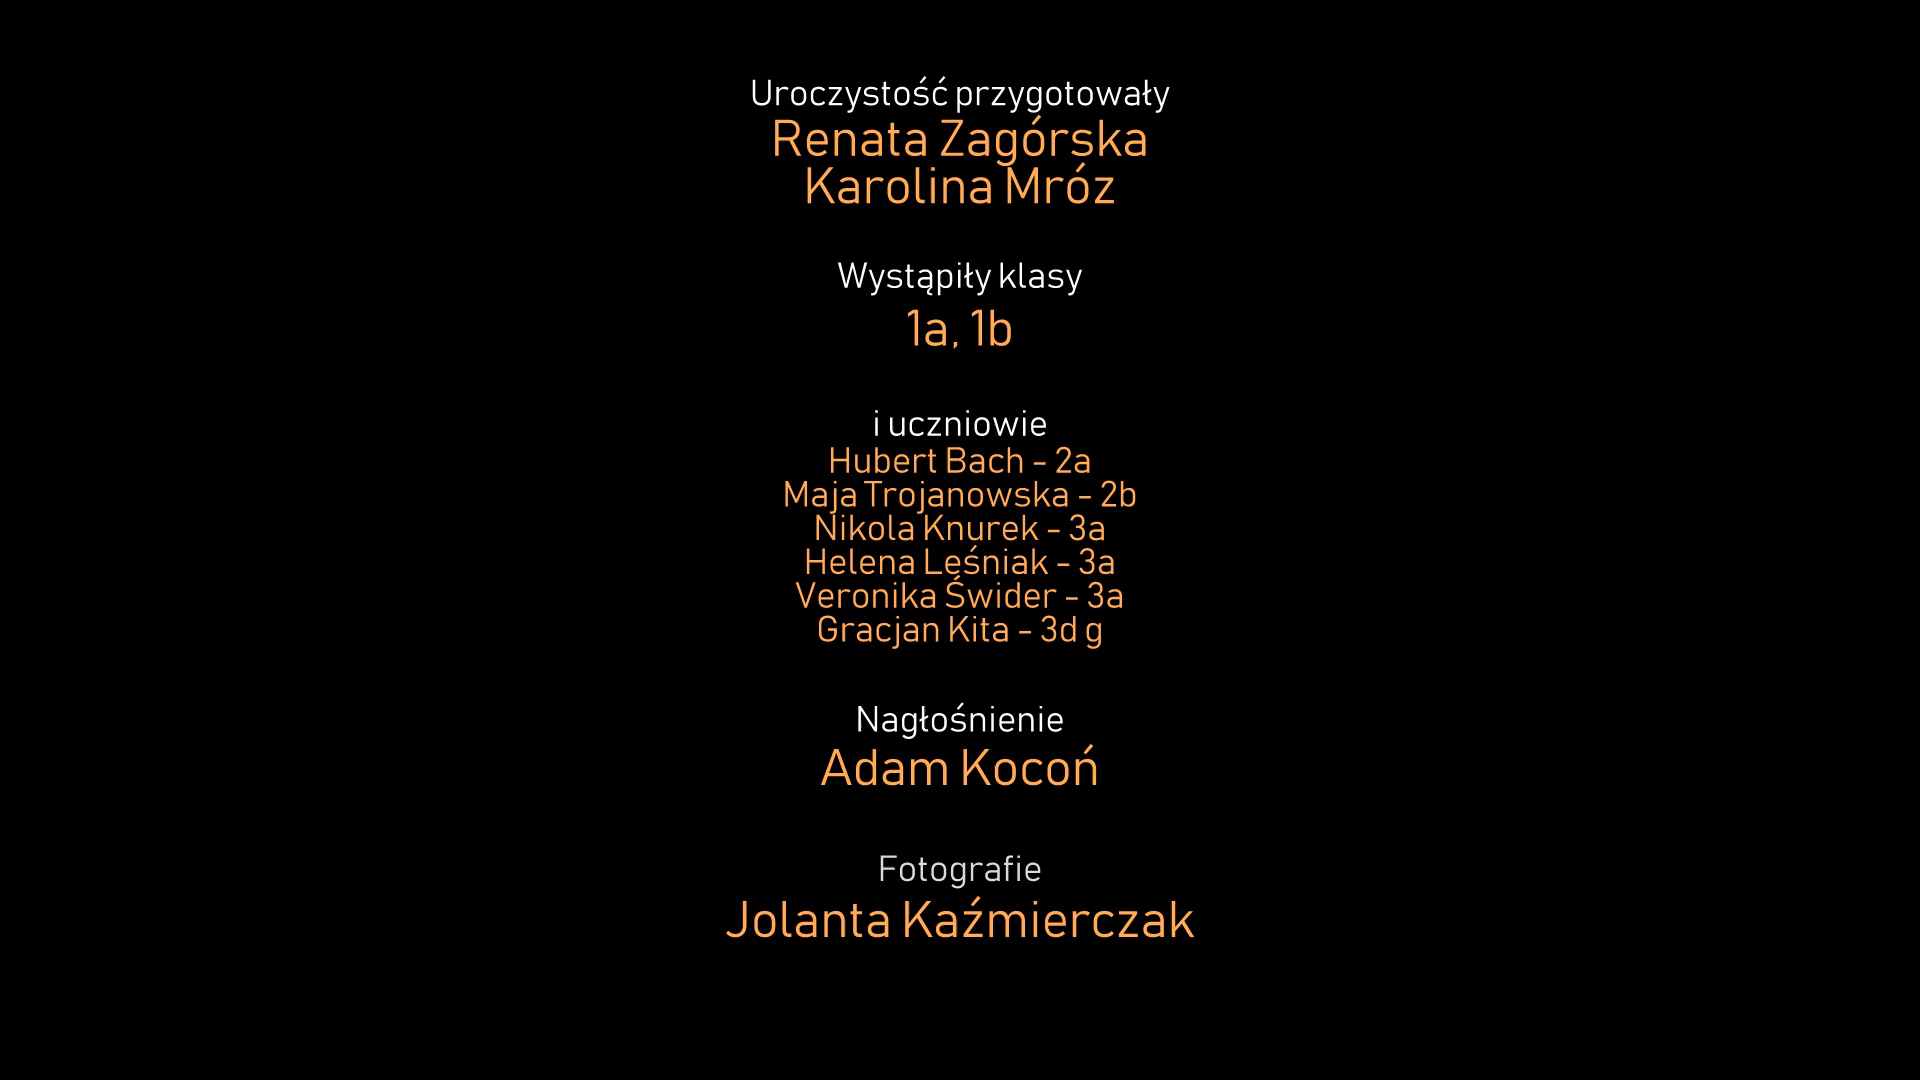 Uroczystość przygotowały
Renata Zagórska
Karolina Mróz
Wystąpiły klasy
1a, 1b
i uczniowie
Hubert Bach - 2a
Maja Trojanowska - 2b
Nikola Knurek - 3a
Helena Leśniak - 3a
Veronika Świder - 3a
Gracjan Kita - 3d g
Nagłośnienie
Adam Kocoń
Fotografie
Jolanta Kaźmierczak